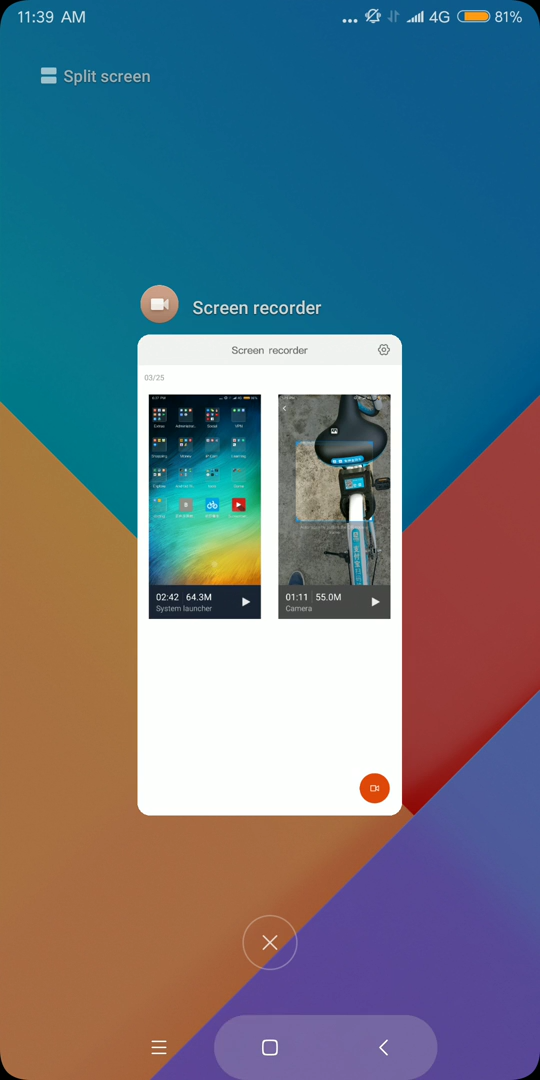 11:39 AM
... 4G 81%
Split screen
Screen recorder
Screen recorder
03/25
02:42 64.3M
System launcher
01:11 55.0M
Camera